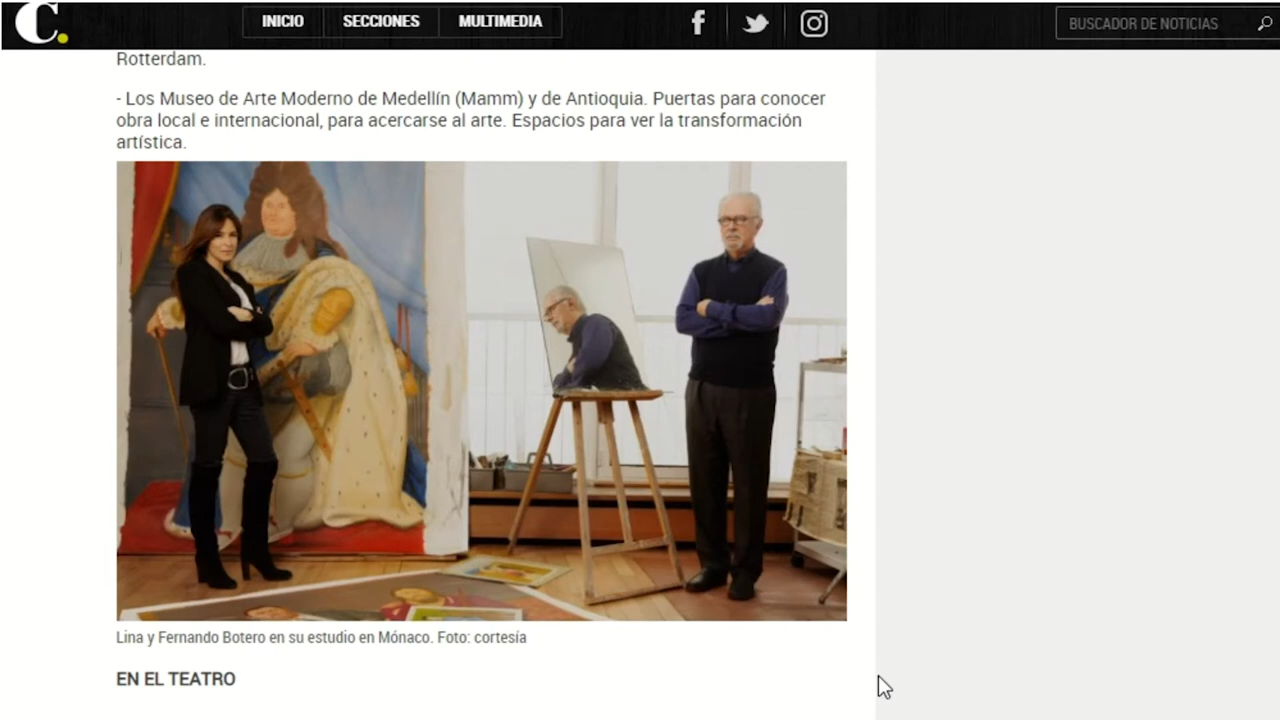 C.
INICIO
SECCIONES
MULTIMEDIA
BUSCADOR DE NOTICIAS
Rotterdam.
- Los Museo de Arte Moderno de Medellín (Mamm) y de Antioquia. Puertas para conocer
obra local e internacional, para acercarse al arte. Espacios para ver la transformación
artística.
Lina y Fernando Botero en su estudio en Mónaco. Foto: cortesía
EN EL TEATRO